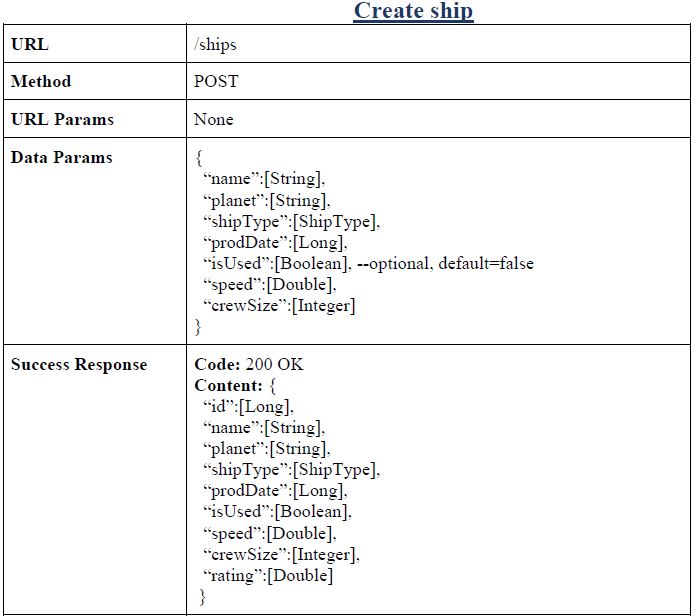 Create ship
URL
/ships
Method
POST
URL Params
None
Data Params
{
“name”:[String],
“planet”:[String],
“shipType”:[ShipType],
“prodDate”:[Long],
“isUsed”:[Boolean], --optional, default=false
“speed”:[Double],
“crewSize”:[Integer]
}
Success Response
Code: 200 OK
Content: {
“id”:[Long],
“name”:[String],
“planet”:[String],
“shipType”:[ShipType],
“prodDate”:[Long],
“isUsed”:[Boolean],
“speed”:[Double],
“crewSize”:[Integer],
“rating”:[Double]
}